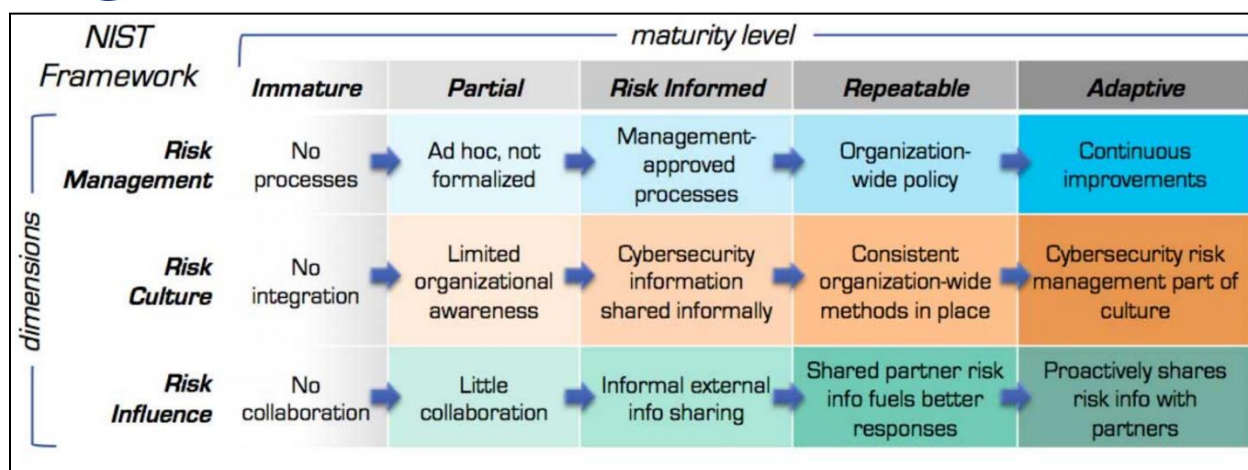 NIST
Framework
maturity level
Immature
Partial
Risk Informed
Repeatable
Adaptive
dimensions
Risk
Management
No
processes
Ad hoc, not
formalized
Management-
approved
processes
Organization-
wide policy
Continuous
improvements
Risk
Culture
No
integration
Limited
organizational
awareness
Cybersecurity
information
shared informally
Consistent
organization-wide
methods in place
Cybersecurity risk
management part of
culture
Risk
Influence
No
collaboration
Little
collaboration
Informal external
info sharing
Shared partner risk
info fuels better
responses
Proactively shares
risk info with
partners